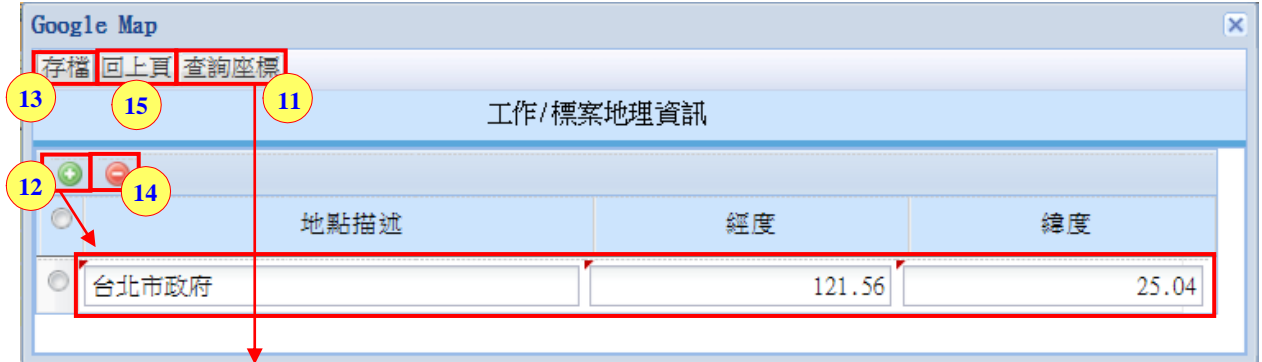 Google Map
存檔 回上頁 查詢座標
13 15 11
工作/標案地理資訊
12 14
地點描述 經度 緯度
台北市政府 121.56 25.04